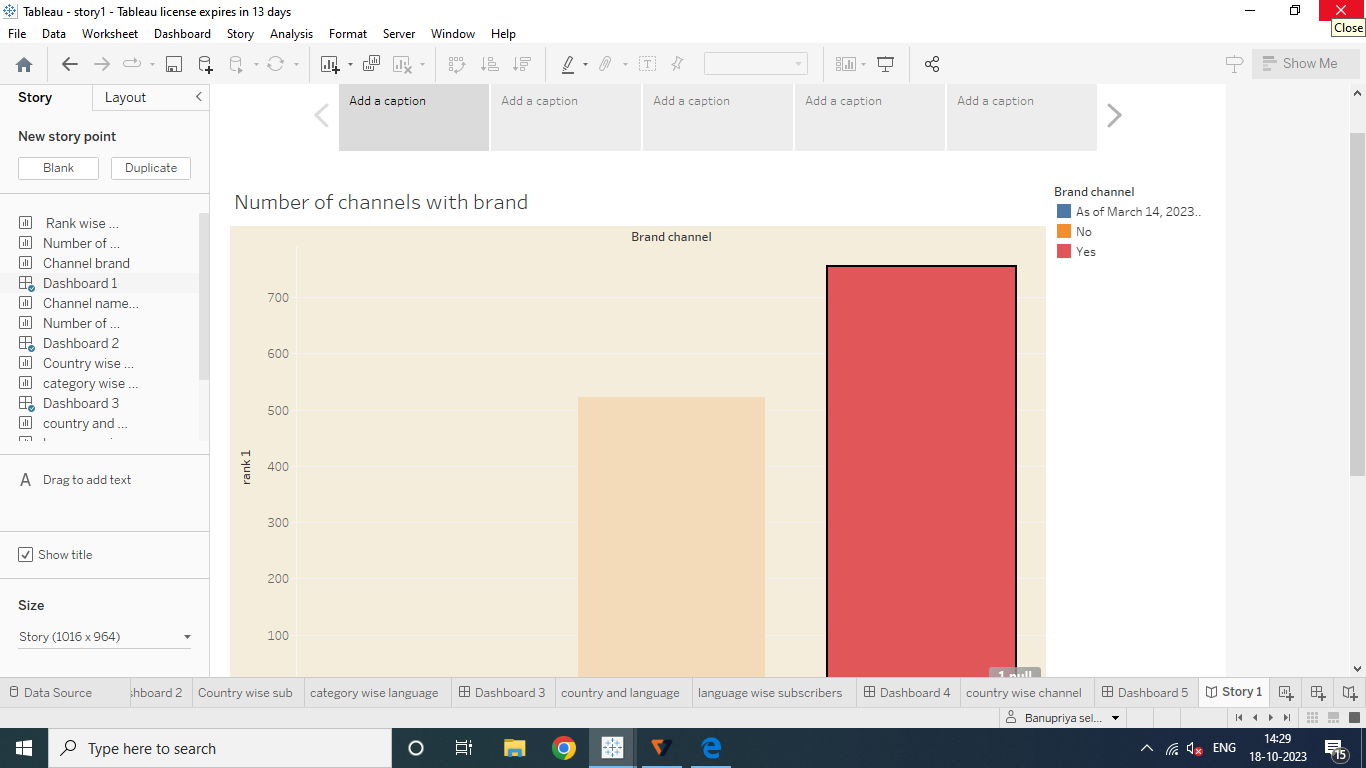 Tableau - story1 - Tableau license expires in 13 days
Close
File Data Worksheet Dashboard Story Analysis Format Server Window Help
Show Me
Story Layout
New story point
Blank Duplicate
Rank wise ...
Number of ...
Channel brand
Dashboard 1
Channel name...
Number of ...
Dashboard 2
Country wise ...
category wise ...
Dashboard 3
country and ...
A Drag to add text
Show title
Size
Story (1016 x 964)
Add a caption Add a caption Add a caption Add a caption Add a caption
Number of channels with brand
Brand channel
700
600
500
400
300
200
100
rank 1
1 null
Brand channel
As of March 14, 2023..
No
Yes
Data Source shboard 2 Country wise sub category wise language Dashboard 3 country and language language wise subscribers Dashboard 4 country wise channel Dashboard 5 Story 1
Banupriya sel...
Type here to search
ENG
14:29
18-10-2023
15